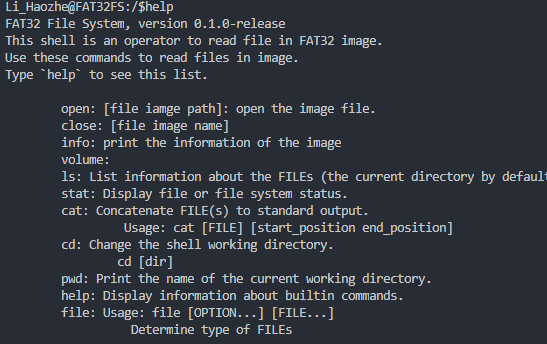 Li_Haozhe@FAT32FS:/$help
FAT32 File System, version 0.1.0-release
This shell is an operator to read file in FAT32 image.
Use these commands to read files in image.
Type `help` to see this list.
open: [file iamge path]: open the image file.
close: [file image name]
info: print the information of the image
volume:
ls: List information about the FILEs (the current directory by default
stat: Display file or file system status.
cat: Concatenate FILE(s) to standard output.
Usage: cat [FILE] [start_position end_position]
cd: Change the shell working directory.
cd [dir]
pwd: Print the name of the current working directory.
help: Display information about builtin commands.
file: Usage: file [OPTION...] [FILE...]
Determine type of FILEs